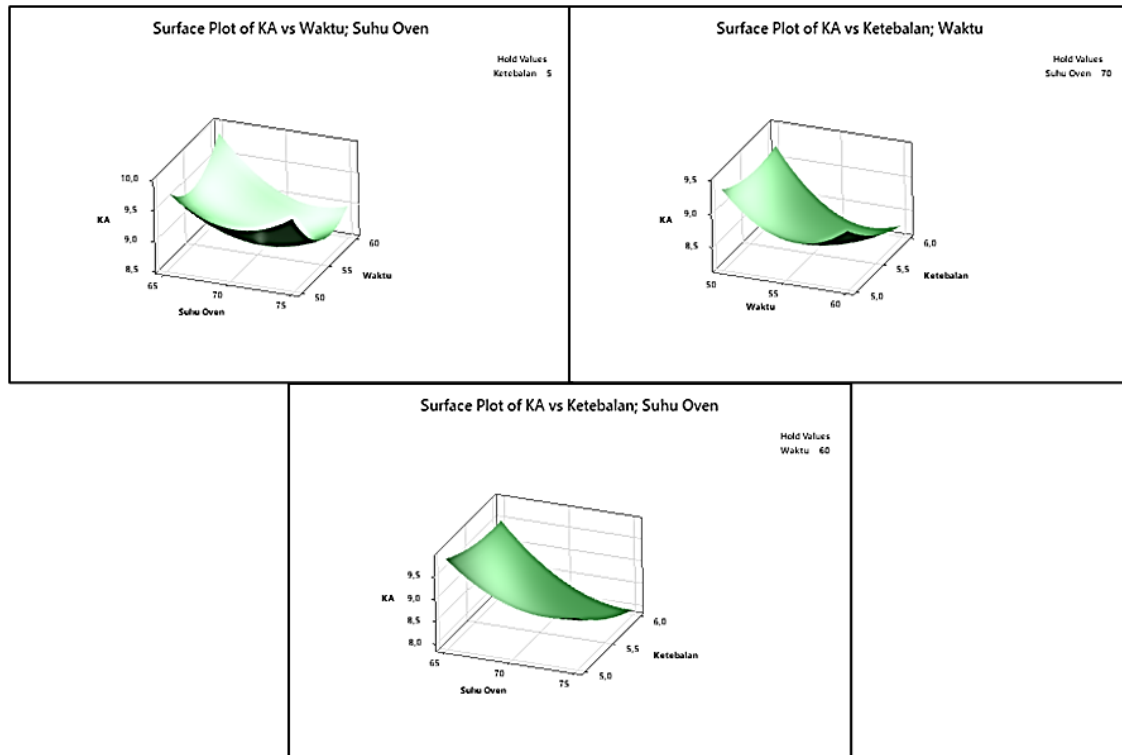 Surface Plot of KA vs Waktu; Suhu Oven
Hold Values
Ketebalan 5
10,0
9,5
KA
9,0
8,5
65
70
75
Suhu Oven
50
55
60
Waktu
Surface Plot of KA vs Ketebalan; Waktu
Hold Values
Suhu Oven 70
9,5
KA
9,0
8,5
50
55
60
Waktu
5,0
5,5
6,0
Ketebalan
Surface Plot of KA vs Ketebalan; Suhu Oven
Hold Values
Waktu 60
9,5
KA
9,0
8,5
8,0
65
70
75
Suhu Oven
5,0
5,5
6,0
Ketebalan